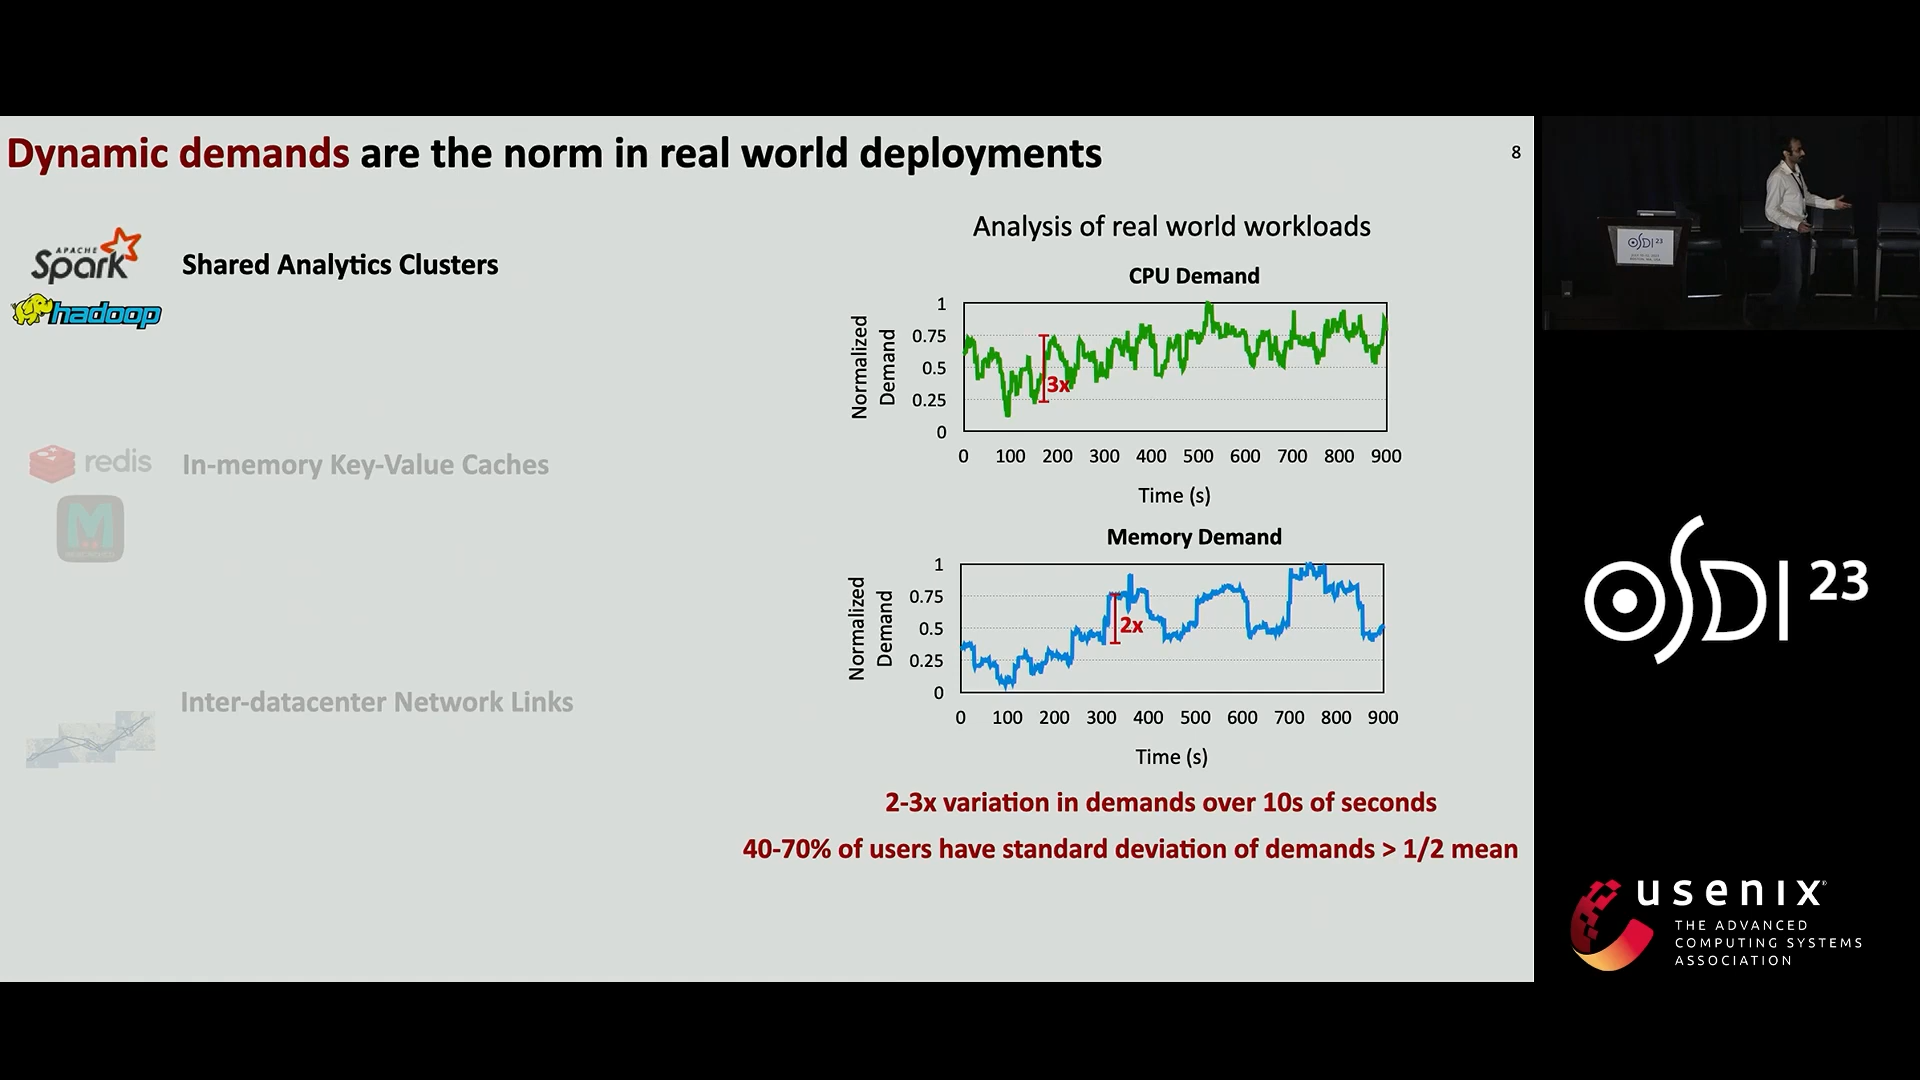 Dynamic demands are the norm in real world deployments
8
APACHE
Spark
Shared Analytics Clusters
hadoop
redis
In-memory Key-Value Caches
M
Inter-datacenter Network Links
Analysis of real world workloads
CPU Demand
Normalized
Demand
1
0.75
0.5
0.25
0
3x
0 100 200 300 400 500 600 700 800 900
Time (s)
Memory Demand
Normalized
Demand
1
0.75
0.5
0.25
0
2x
0 100 200 300 400 500 600 700 800 900
Time (s)
2-3x variation in demands over 10s of seconds
40-70% of users have standard deviation of demands > 1/2 mean
OSDI 23
OSDI 23
usenix
THE ADVANCED
COMPUTING SYSTEMS
ASSOCIATION